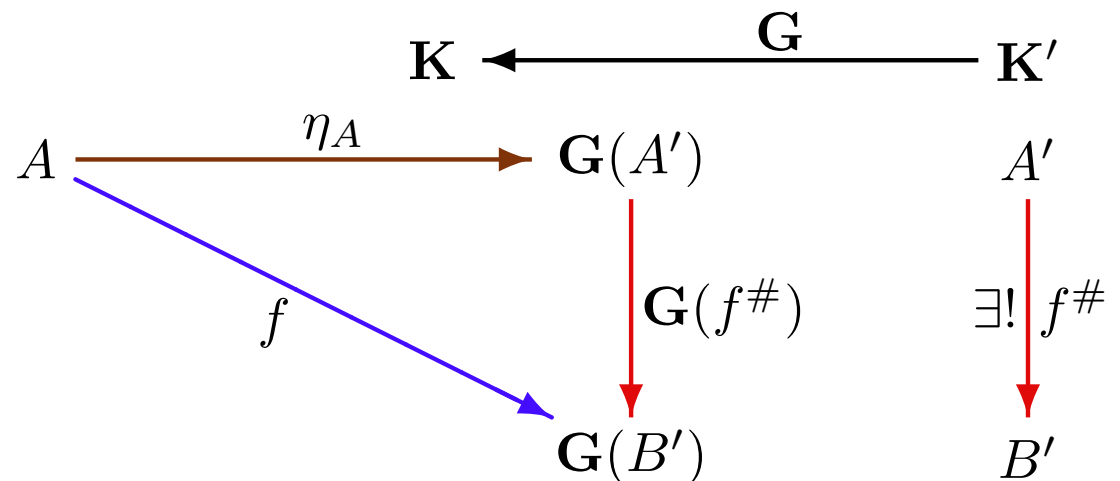 𝐊 𝐆 𝐊′
A η_A 𝐆(A′) A′
f 𝐆(f^#) ∃! f^#
𝐆(B′) B′